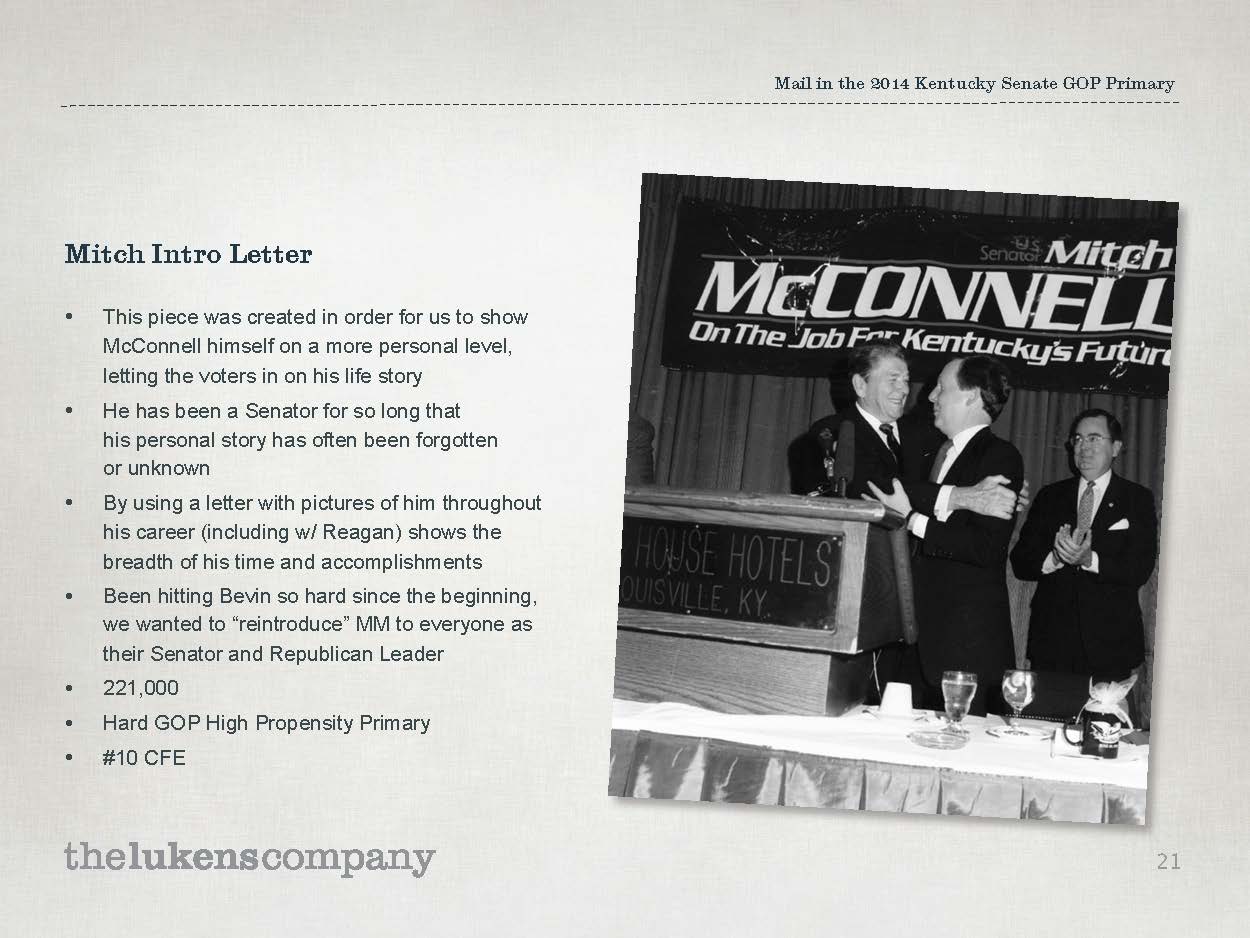 Mail in the 2014 Kentucky Senate GOP Primary
Mitch Intro Letter
• This piece was created in order for us to show
McConnell himself on a more personal level,
letting the voters in on his life story
• He has been a Senator for so long that
his personal story has often been forgotten
or unknown
• By using a letter with pictures of him throughout
his career (including w/ Reagan) shows the
breadth of his time and accomplishments
• Been hitting Bevin so hard since the beginning,
we wanted to “reintroduce” MM to everyone as
their Senator and Republican Leader
• 221,000
• Hard GOP High Propensity Primary
• #10 CFE
U.S.
Senator Mitch
McCONNELL
On The Job For Kentucky's Future
HOUSE HOTELS
OUISVILLE, KY.
thelukenscompany
21